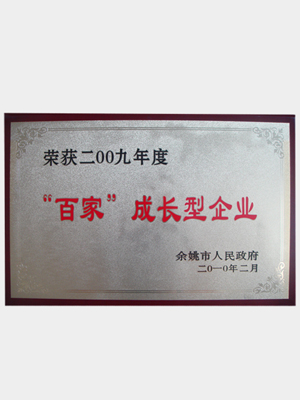 荣获二00九年度
“百家”成长型企业
余姚市人民政府
二0一0年二月